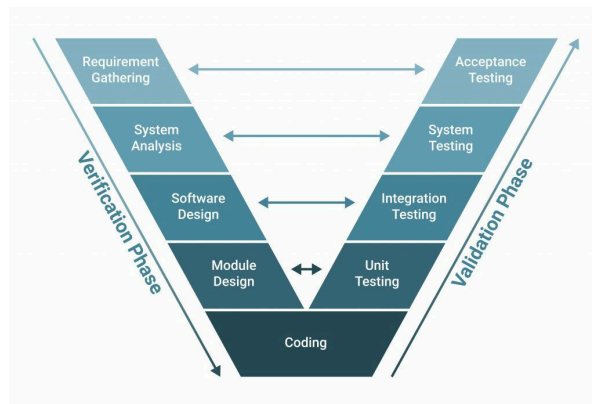 Requirement
Gathering
Acceptance
Testing
System
Analysis
System
Testing
Software
Design
Integration
Testing
Module
Design
Unit
Testing
Coding
Verification Phase
Validation Phase